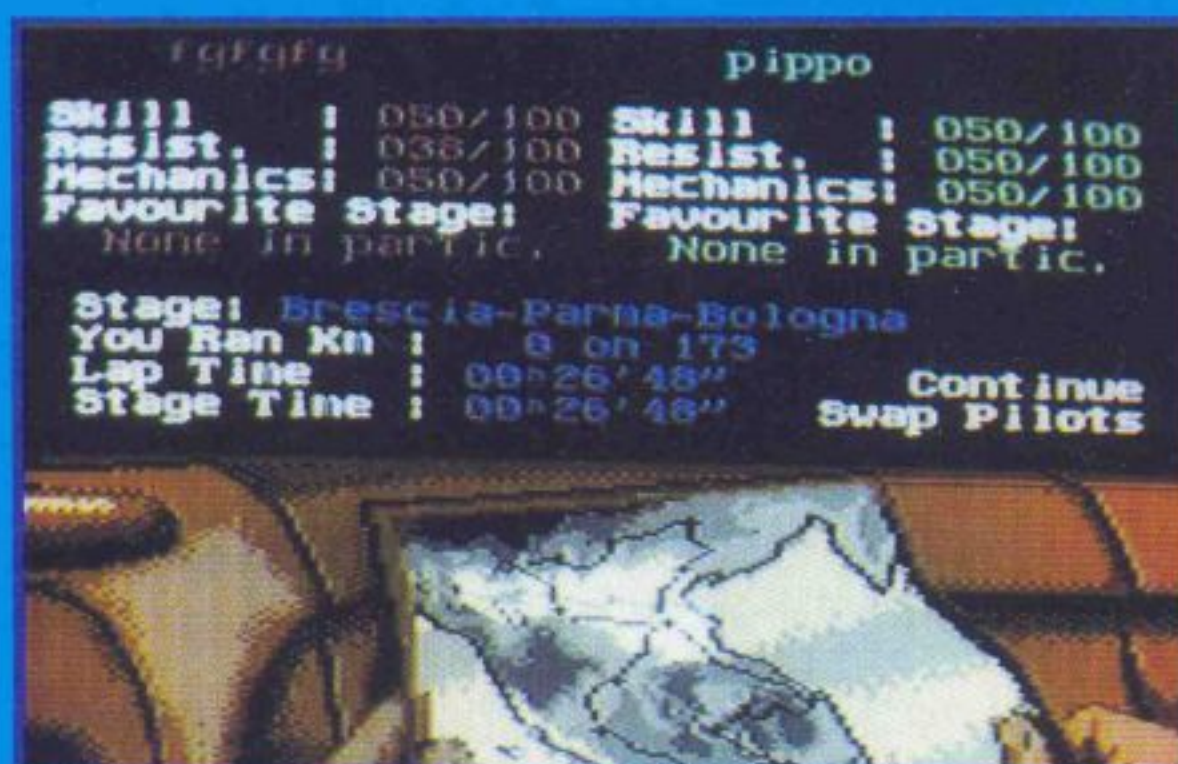 fgfgfg pippo
Skill : 050/100 Skill : 050/100
Resist. : 038/100 Resist. : 050/100
Mechanics: 050/100 Mechanics: 050/100
Favourite Stage: Favourite Stage:
None in partic. None in partic.
Stage: Brescia-Parma-Bologna
You Ran Km : 0 on 173
Lap Time : 00h26'48" Continue
Stage Time : 00h26'48" Swap Pilots